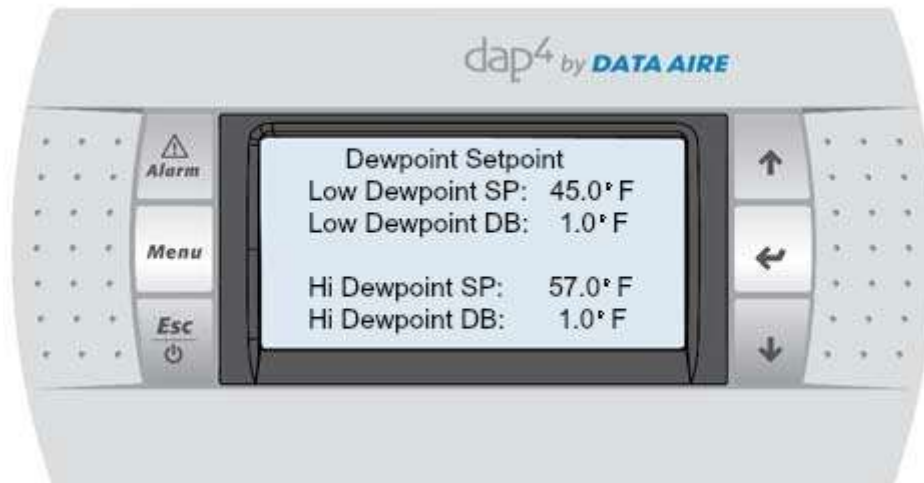 dap4 by DATA AIRE
Alarm
Menu
Esc
Dewpoint Setpoint
Low Dewpoint SP: 45.0° F
Low Dewpoint DB: 1.0° F
Hi Dewpoint SP: 57.0° F
Hi Dewpoint DB: 1.0° F